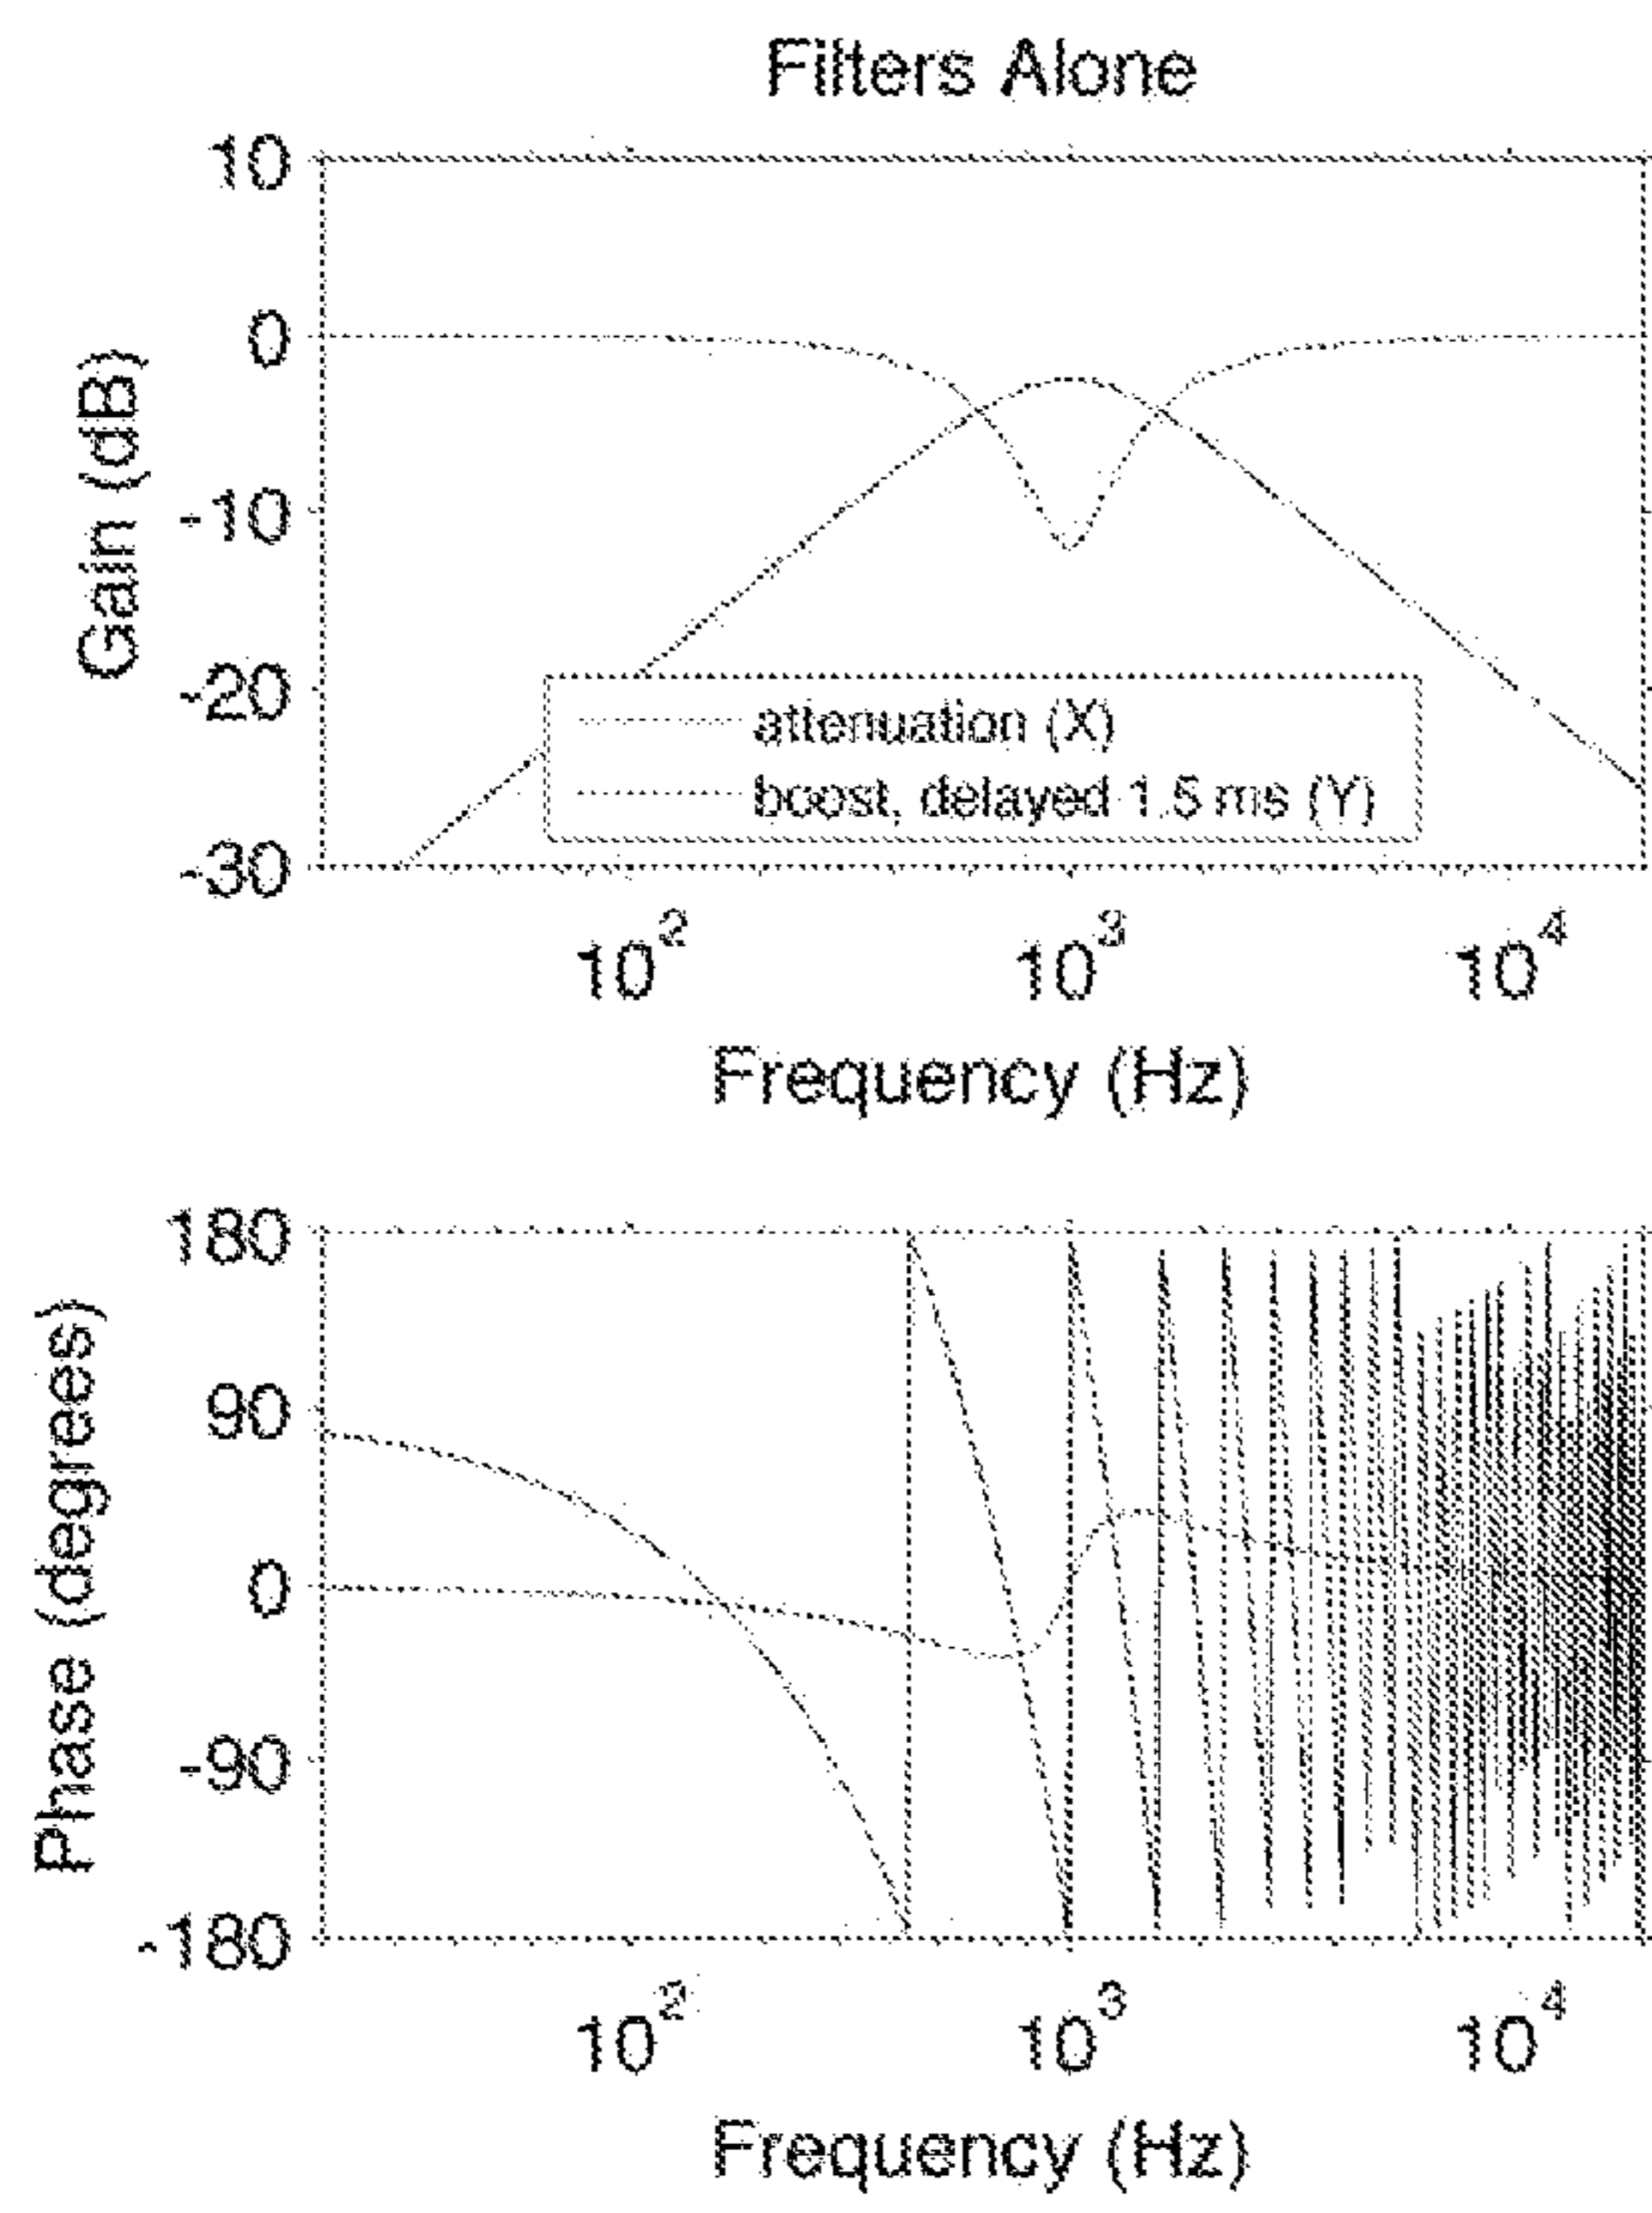 Filters Alone
10
0
-10
-20
-30
Gain (dB)
attenuation (X)
boost, delayed 1.5 ms (Y)
10^2
10^3
10^4
Frequency (Hz)
180
90
0
-90
-180
Phase (degrees)
10^2
10^3
10^4
Frequency (Hz)